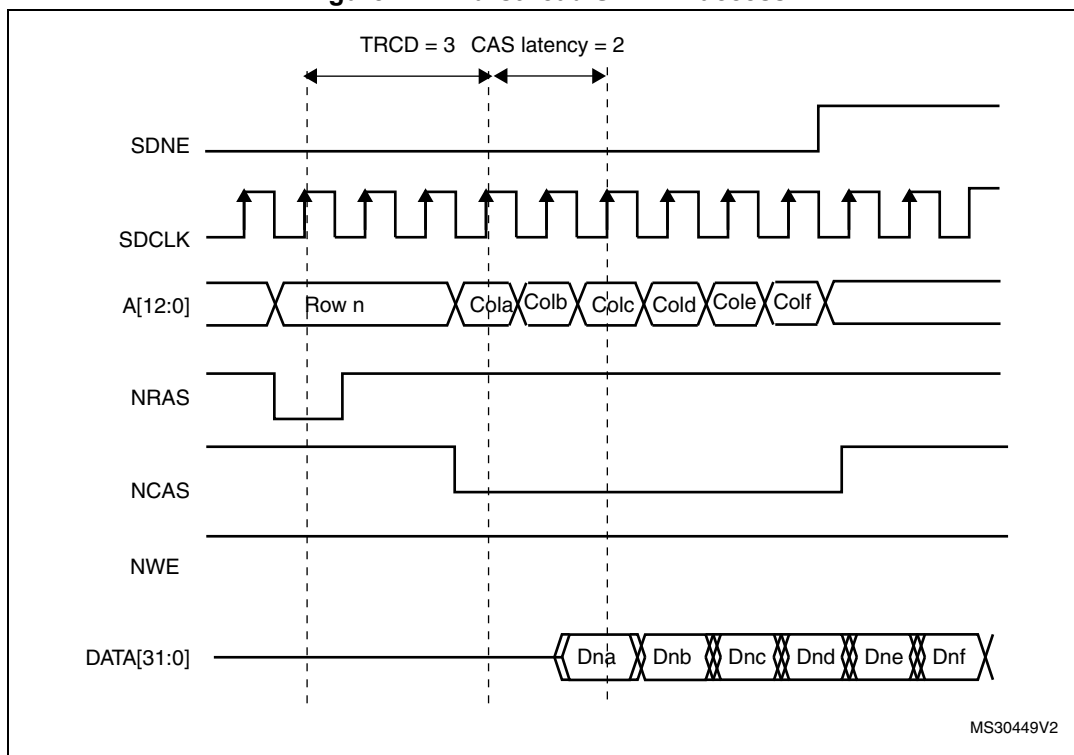 TRCD = 3 CAS latency = 2
SDNE
SDCLK
A[12:0] Row n Cola Colb Colc Cold Cole Colf
NRAS
NCAS
NWE
DATA[31:0] Dna Dnb Dnc Dnd Dne Dnf
MS30449V2